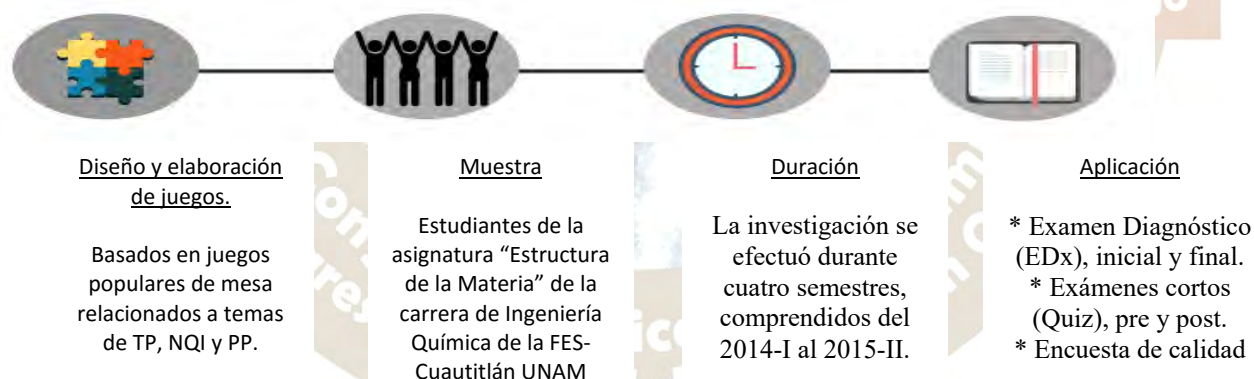 Diseño y elaboración
de juegos.
Basados en juegos
populares de mesa
relacionados a temas
de TP, NQI y PP.
Muestra
Estudiantes de la
asignatura “Estructura
de la Materia” de la
carrera de Ingeniería
Química de la FES-
Cuautitlán UNAM
Duración
La investigación se
efectuó durante
cuatro semestres,
comprendidos del
2014-I al 2015-II.
Aplicación
* Examen Diagnóstico
(EDx), inicial y final.
* Exámenes cortos
(Quiz), pre y post.
* Encuesta de calidad